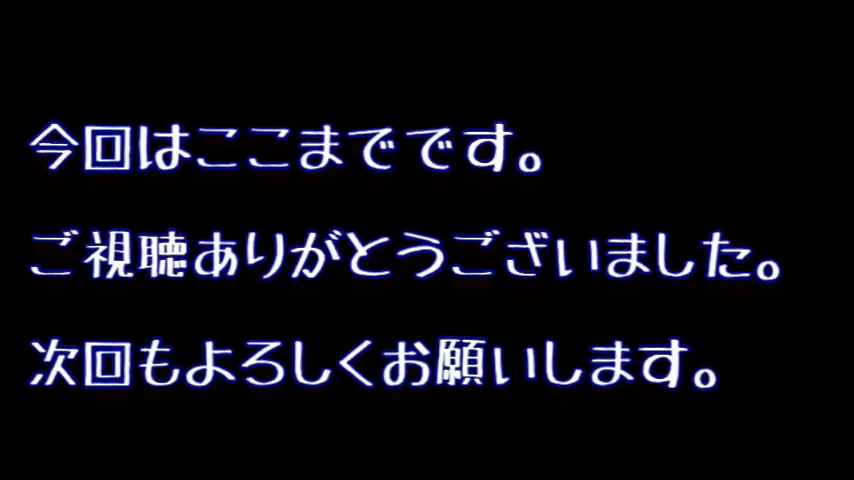 今回はここまでです。
ご視聴ありがとうございました。
次回もよろしくお願いします。